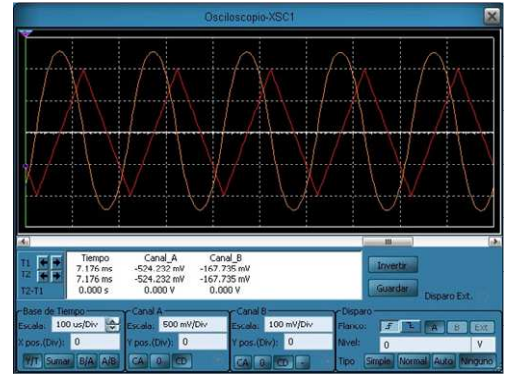 Osciloscopio-XSC1
Tiempo Canal_A Canal_B
T1 7.176 ms -524.232 mV -167.735 mV
T2 7.176 ms -524.232 mV -167.735 mV
T2-T1 0.000 s 0.000 V 0.000 V
Invertir
Guardar
Disparo Ext.
Base de Tiempo
Escala: 100 us/Div
X pos.(Div): 0
Y/T Sumar B/A A/B
Canal A
Escala: 500 mV/Div
Y pos.(Div): 0
CA 0 CD
Canal B
Escala: 100 mV/Div
Y pos.(Div): 0
CA 0 CD -
Disparo
Flanco: A B Ext
Nivel: 0 V
Tipo Simple Normal Auto Ninguno